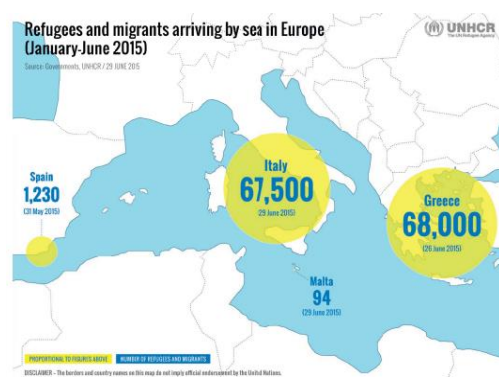 Refugees and migrants arriving by sea in Europe
(January-June 2015)
Source: Governments, UNHCR / 29 JUNE 2015
UNHCR
The UN Refugee Agency
Spain
1,230
(31 May 2015)
Italy
67,500
(29 June 2015)
Greece
68,000
(26 June 2015)
Malta
94
(29 June 2015)
PROPORTIONAL TO FIGURES ABOVE
NUMBER OF REFUGEES AND MIGRANTS
DISCLAIMER - The borders and country names on this map do not imply official endorsement by the United Nations.